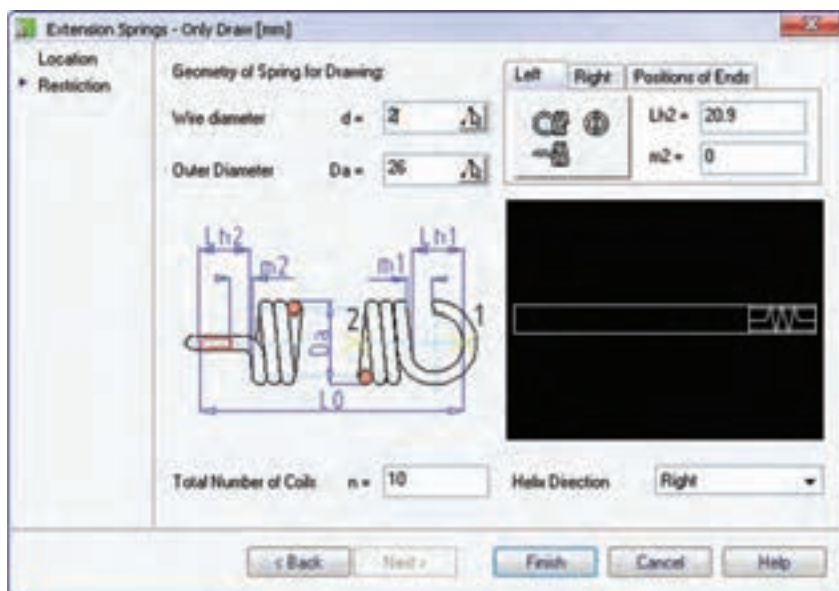 Extension Springs - Only Draw [mm]
Location
Restriction
Geometry of Spring for Drawing:
Wire diameter d = 2
Outer Diameter Da = 26
Left Right Positions of Ends
Lh2 = 20.9
m2 = 0
Lh2 Lh1
m2 m1
2 1
Da
L0
Total Number of Coils n = 10
Helix Direction Right
< Back Next > Finish Cancel Help